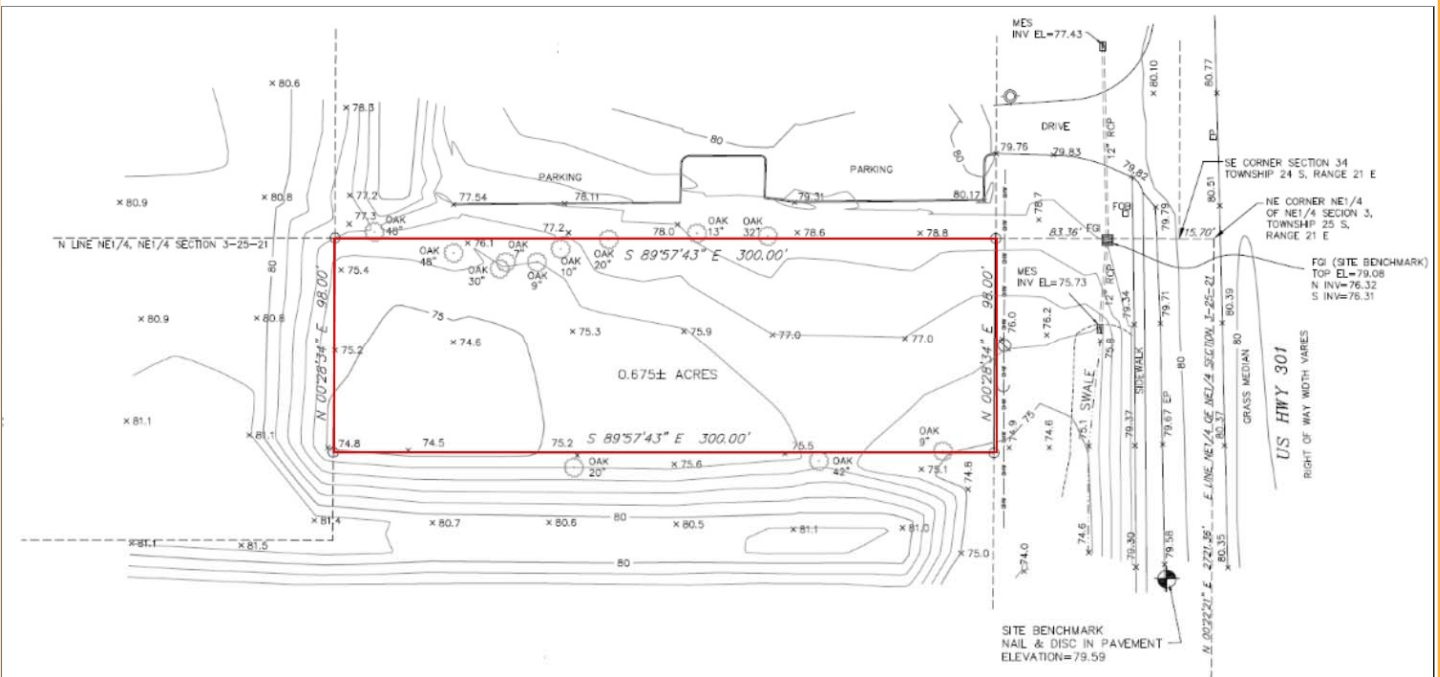 MES
INV EL=77.43
× 80.6
× 78.3
× 80.10
× 80.77
EP
80
80
DRIVE
12" RCP
79.76
79.83
79.82
SE CORNER SECTION 34
TOWNSHIP 24 S, RANGE 21 E
PARKING
PARKING
× 80.9
× 80.8
× 77.2
77.54
78.11
79.31
80.17
× 78.7
79.79
× 80.51
NE CORNER NE1/4
OF NE1/4 SECION 3,
TOWNSHIP 25 S,
RANGE 21 E
77.3
OAK
48"
77.2
78.0
OAK
13"
OAK
32"
× 78.6
× 78.8
83.36'
FGI
15.70'
N LINE NE1/4, NE1/4 SECTION 3-25-21
OAK
48"
× 76.1
OAK
7"
OAK
30"
OAK
9"
OAK
10"
OAK
20"
S 89'57'43" E 300.00'
FGI (SITE BENCHMARK)
TOP EL=79.08
N INV=76.32
S INV=76.31
80
× 75.4
MES
INV EL=75.73
12" RCP
N 00'28'34" E 98.00'
N 00'28'34" E 98.00'
× 80.9
× 80.8
75
× 74.6
× 75.3
× 75.9
× 77.0
× 77.0
76.0
× 76.2
75.8
79.34
× 79.71
80.39
80
80
× 75.2
0.675± ACRES
SWALE
SIDEWALK
GRASS MEDIAN
US HWY 301
RIGHT OF WAY WIDTH VARES
E LINE NE1/4 OF NE1/4 SECTION 3-25-21
× 81.1
× 81.1
74.8
74.5
75.2
S 89'57'43" E 300.00'
75.5
OAK
9"
× 74.9
75
× 74.6
× 75.1
× 79.37
× 79.67
EP
× 80.37
OAK
20"
× 75.6
OAK
42"
× 75.1
× 74.8
× 81.4
× 80.7
× 80.6
80
× 80.5
× 81.1
× 81.0
× 81.1
× 81.5
80
× 75.0
74.0
× 74.6
79.30
79.58
N 00'22'21" E 2721.36'
× 80.35
SITE BENCHMARK
NAIL & DISC IN PAVEMENT
ELEVATION=79.59